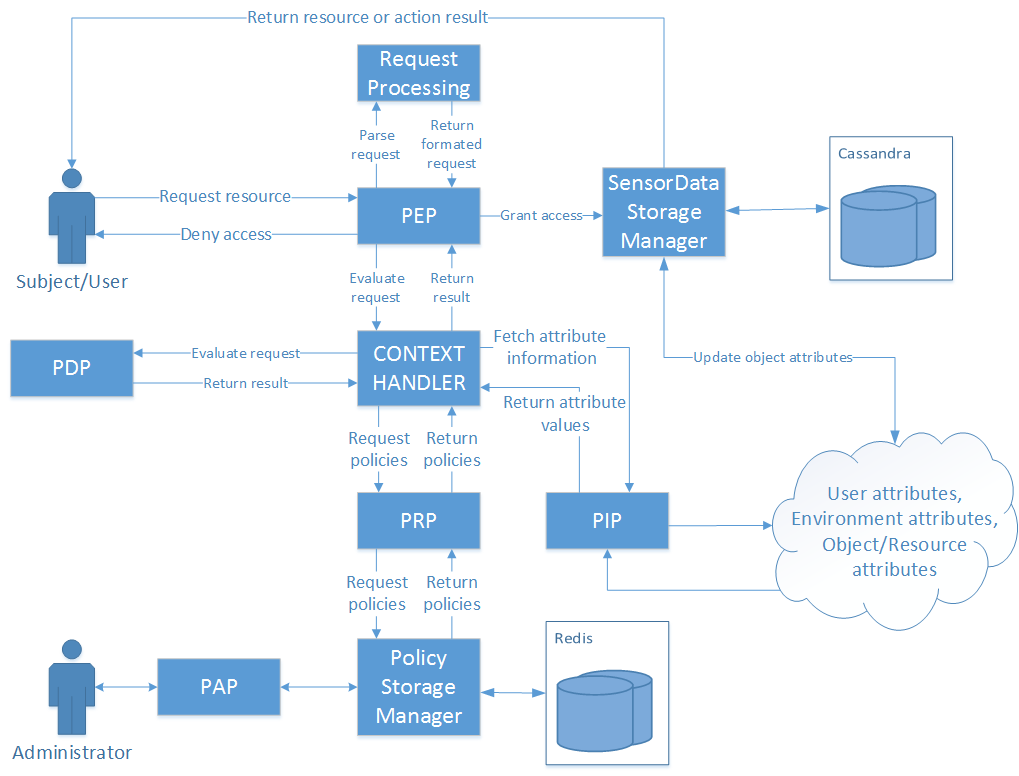 Return resource or action result
Request
Processing
Parse
request
Return
formated
request
Cassandra
SensorData
Storage
Manager
Request resource
PEP
Grant access
Deny access
Subject/User
Evaluate
request
Return
result
Fetch attribute
information
PDP
Evaluate request
Return result
CONTEXT
HANDLER
Update object attributes
Return attribute
values
Request
policies
Return
policies
PRP
PIP
User attributes,
Environment attributes,
Object/Resource
attributes
Request
policies
Return
policies
Redis
PAP
Policy
Storage
Manager
Administrator